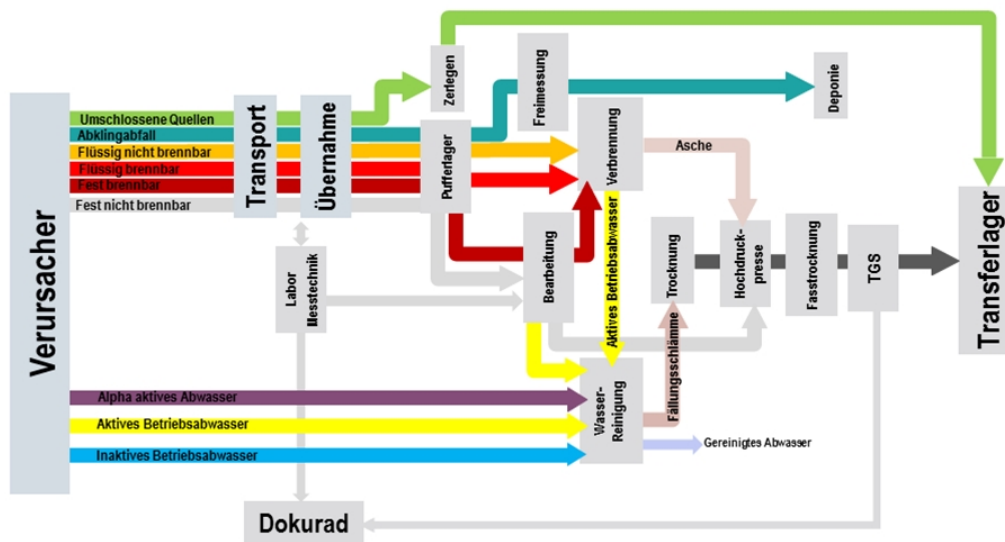 Verursacher
Umschlossene Quellen
Abklingabfall
Flüssig nicht brennbar
Flüssig brennbar
Fest brennbar
Fest nicht brennbar
Transport
Übernahme
Labor
Messtechnik
Zerlegen
Pufferlager
Freimessung
Bearbeitung
Verbrennung
Asche
Aktives Betriebsabwasser
Deponie
Trocknung
Hochdruck-
presse
Fasstrocknung
TGS
Transferlager
Alpha aktives Abwasser
Aktives Betriebsabwasser
Inaktives Betriebsabwasser
Wasser-
Reinigung
Fällungsschlämme
Gereinigtes Abwasser
Dokurad